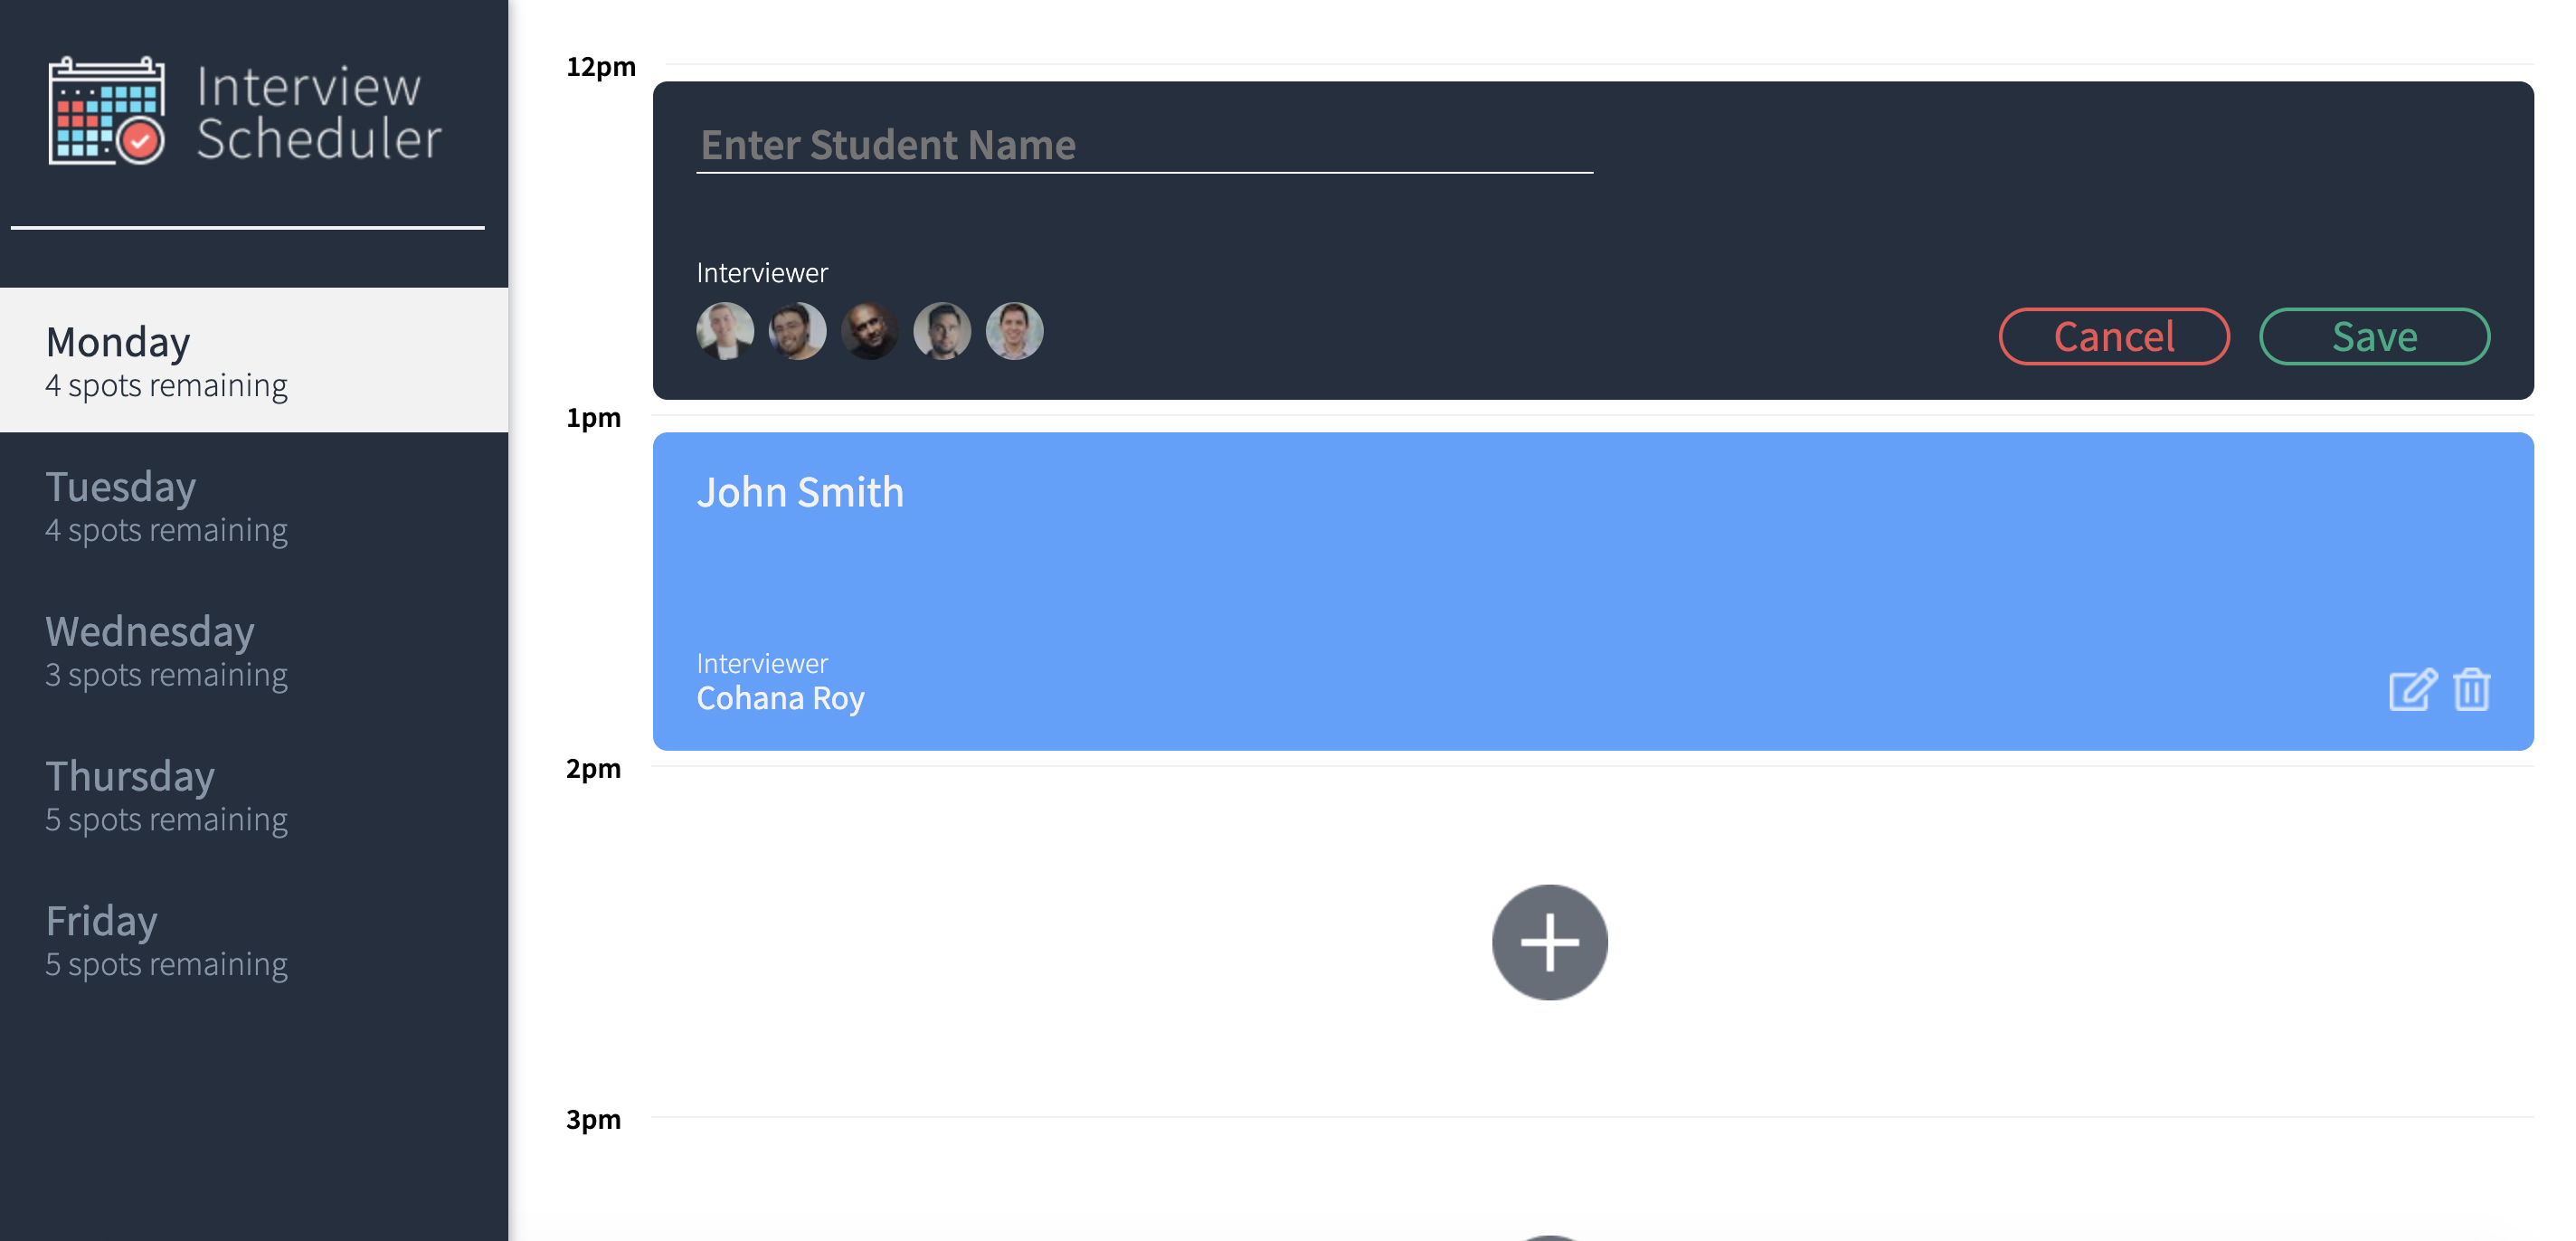 Interview
Scheduler
Monday
4 spots remaining
Tuesday
4 spots remaining
Wednesday
3 spots remaining
Thursday
5 spots remaining
Friday
5 spots remaining
12pm
Enter Student Name
Interviewer
Cancel
Save
1pm
John Smith
Interviewer
Cohana Roy
2pm
3pm